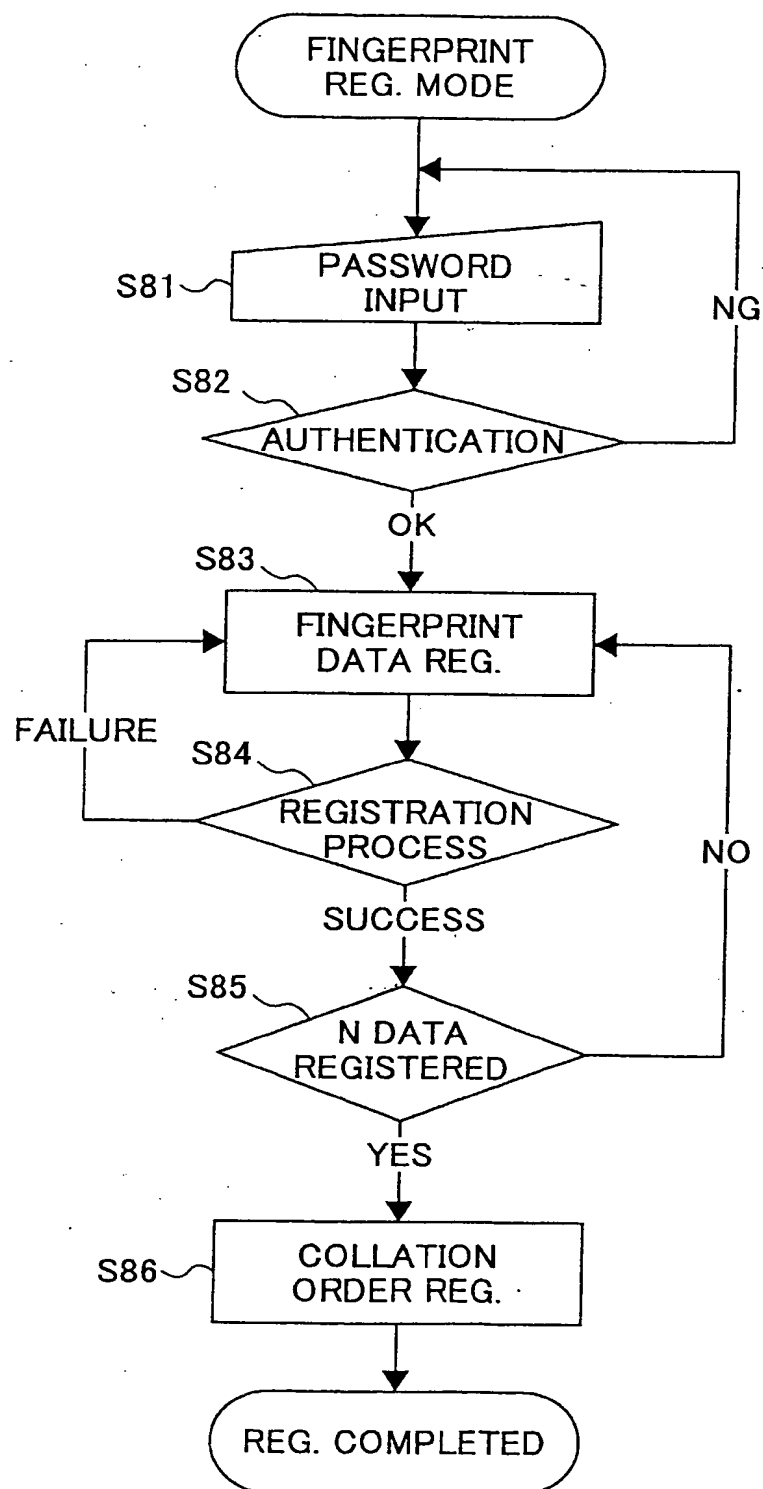 FINGERPRINT
REG. MODE
S81
PASSWORD
INPUT
NG
S82
AUTHENTICATION
OK
S83
FINGERPRINT
DATA REG.
FAILURE
S84
REGISTRATION
PROCESS
NO
SUCCESS
S85
N DATA
REGISTERED
YES
S86
COLLATION
ORDER REG.
REG. COMPLETED